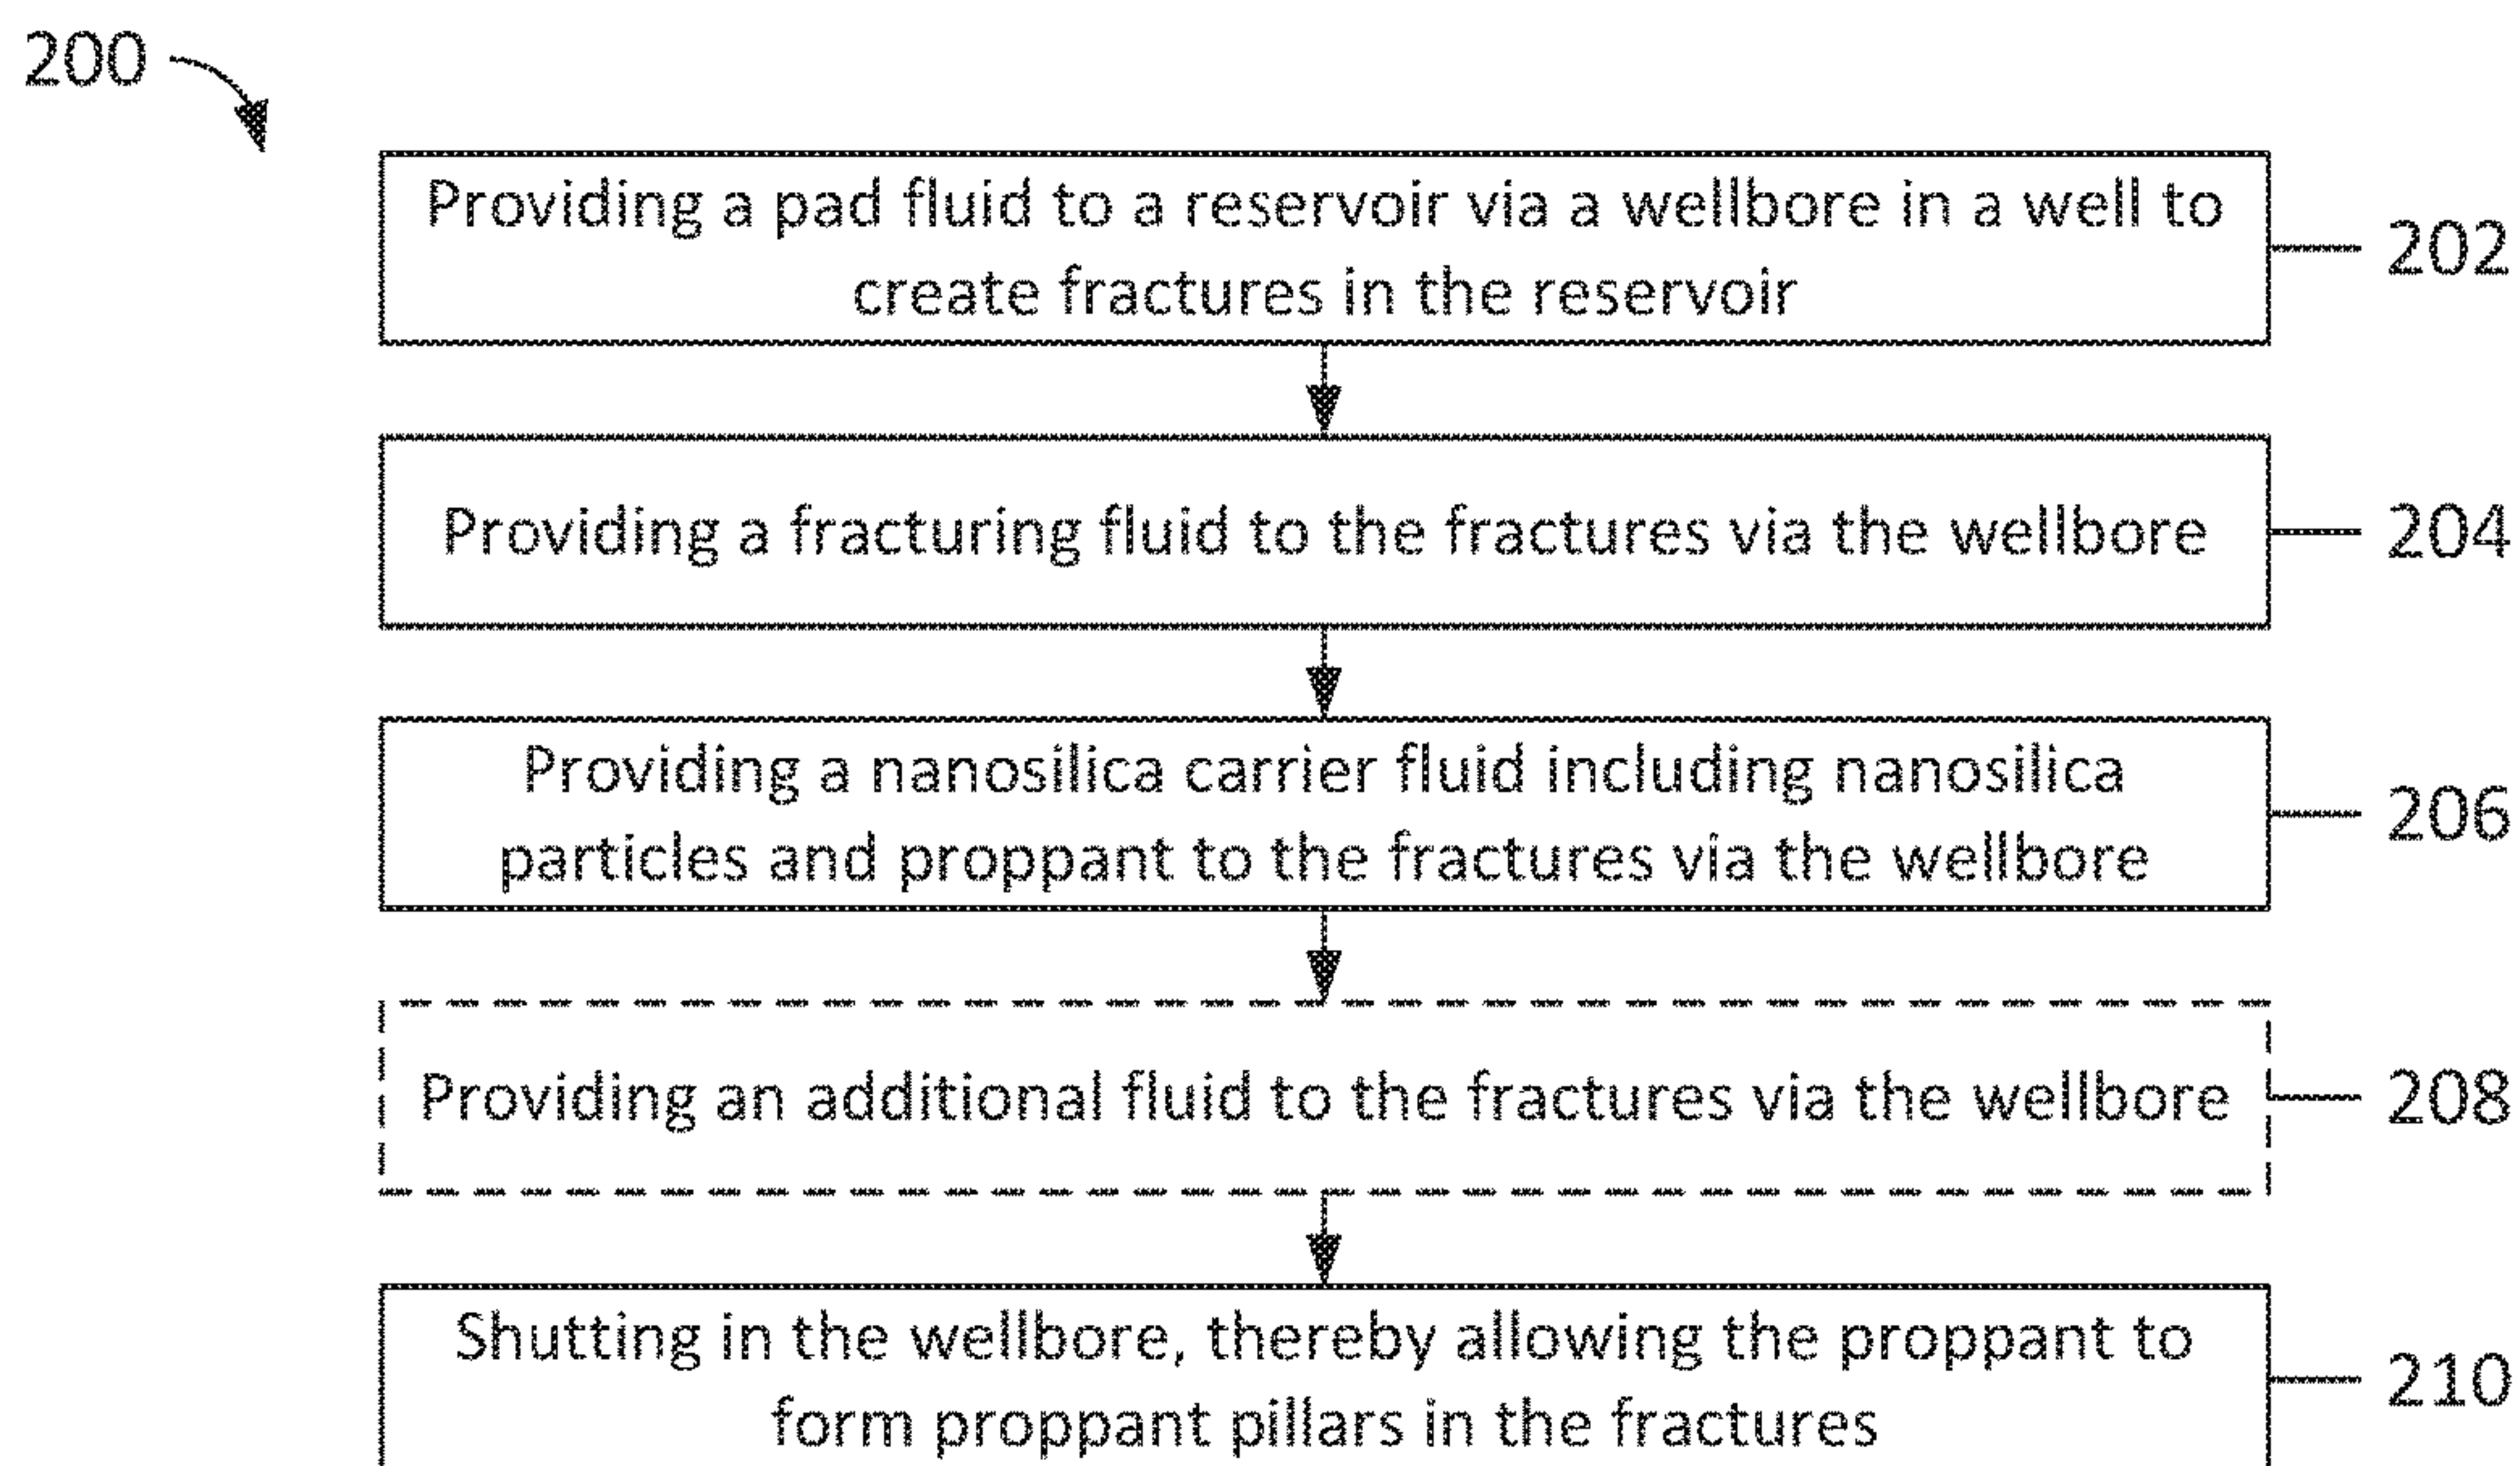 200
Providing a pad fluid to a reservoir via a wellbore in a well to
create fractures in the reservoir
202
Providing a fracturing fluid to the fractures via the wellbore
204
Providing a nanosilica carrier fluid including nanosilica
particles and proppant to the fractures via the wellbore
206
Providing an additional fluid to the fractures via the wellbore
208
Shutting in the wellbore, thereby allowing the proppant to
form proppant pillars in the fractures
210